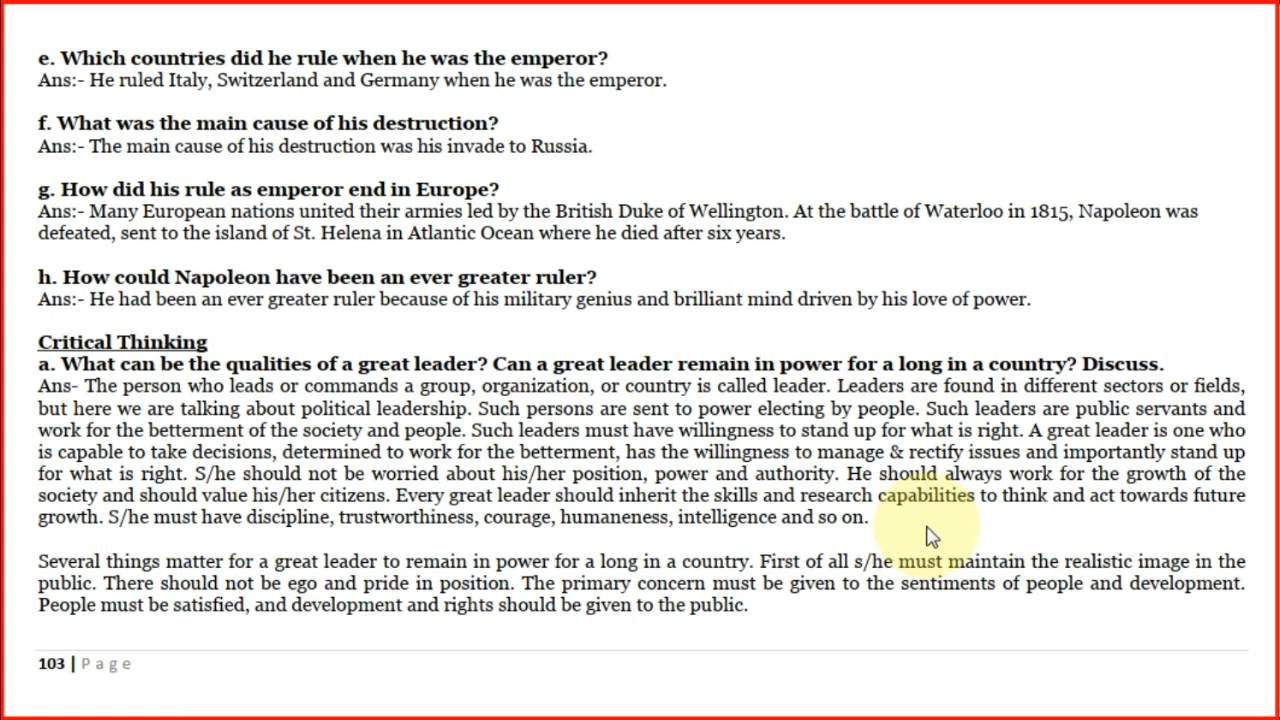 e. Which countries did he rule when he was the emperor?
Ans:- He ruled Italy, Switzerland and Germany when he was the emperor.
f. What was the main cause of his destruction?
Ans:- The main cause of his destruction was his invade to Russia.
g. How did his rule as emperor end in Europe?
Ans:- Many European nations united their armies led by the British Duke of Wellington. At the battle of Waterloo in 1815, Napoleon was
defeated, sent to the island of St. Helena in Atlantic Ocean where he died after six years.
h. How could Napoleon have been an ever greater ruler?
Ans:- He had been an ever greater ruler because of his military genius and brilliant mind driven by his love of power.
Critical Thinking
a. What can be the qualities of a great leader? Can a great leader remain in power for a long in a country? Discuss.
Ans- The person who leads or commands a group, organization, or country is called leader. Leaders are found in different sectors or fields,
but here we are talking about political leadership. Such persons are sent to power electing by people. Such leaders are public servants and
work for the betterment of the society and people. Such leaders must have willingness to stand up for what is right. A great leader is one who
is capable to take decisions, determined to work for the betterment, has the willingness to manage & rectify issues and importantly stand up
for what is right. S/he should not be worried about his/her position, power and authority. He should always work for the growth of the
society and should value his/her citizens. Every great leader should inherit the skills and research capabilities to think and act towards future
growth. S/he must have discipline, trustworthiness, courage, humaneness, intelligence and so on.
Several things matter for a great leader to remain in power for a long in a country. First of all s/he must maintain the realistic image in the
public. There should not be ego and pride in position. The primary concern must be given to the sentiments of people and development.
People must be satisfied, and development and rights should be given to the public.
103 | Page